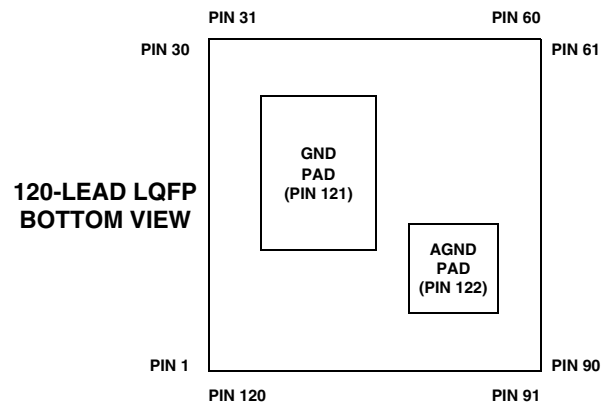 PIN 31
PIN 60
PIN 30
PIN 61
GND
PAD
(PIN 121)
120-LEAD LQFP
BOTTOM VIEW
AGND
PAD
(PIN 122)
PIN 1
PIN 90
PIN 120
PIN 91